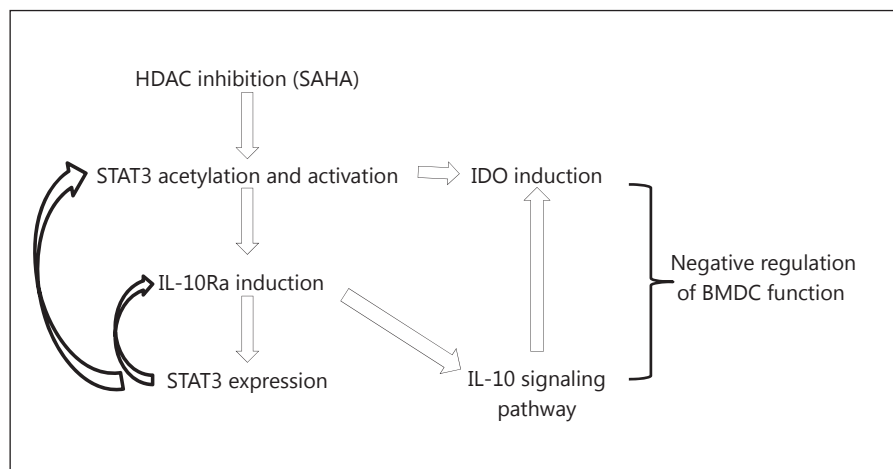 HDAC inhibition (SAHA)
STAT3 acetylation and activation
IDO induction
IL-10Ra induction
STAT3 expression
IL-10 signaling
pathway
Negative regulation
of BMDC function